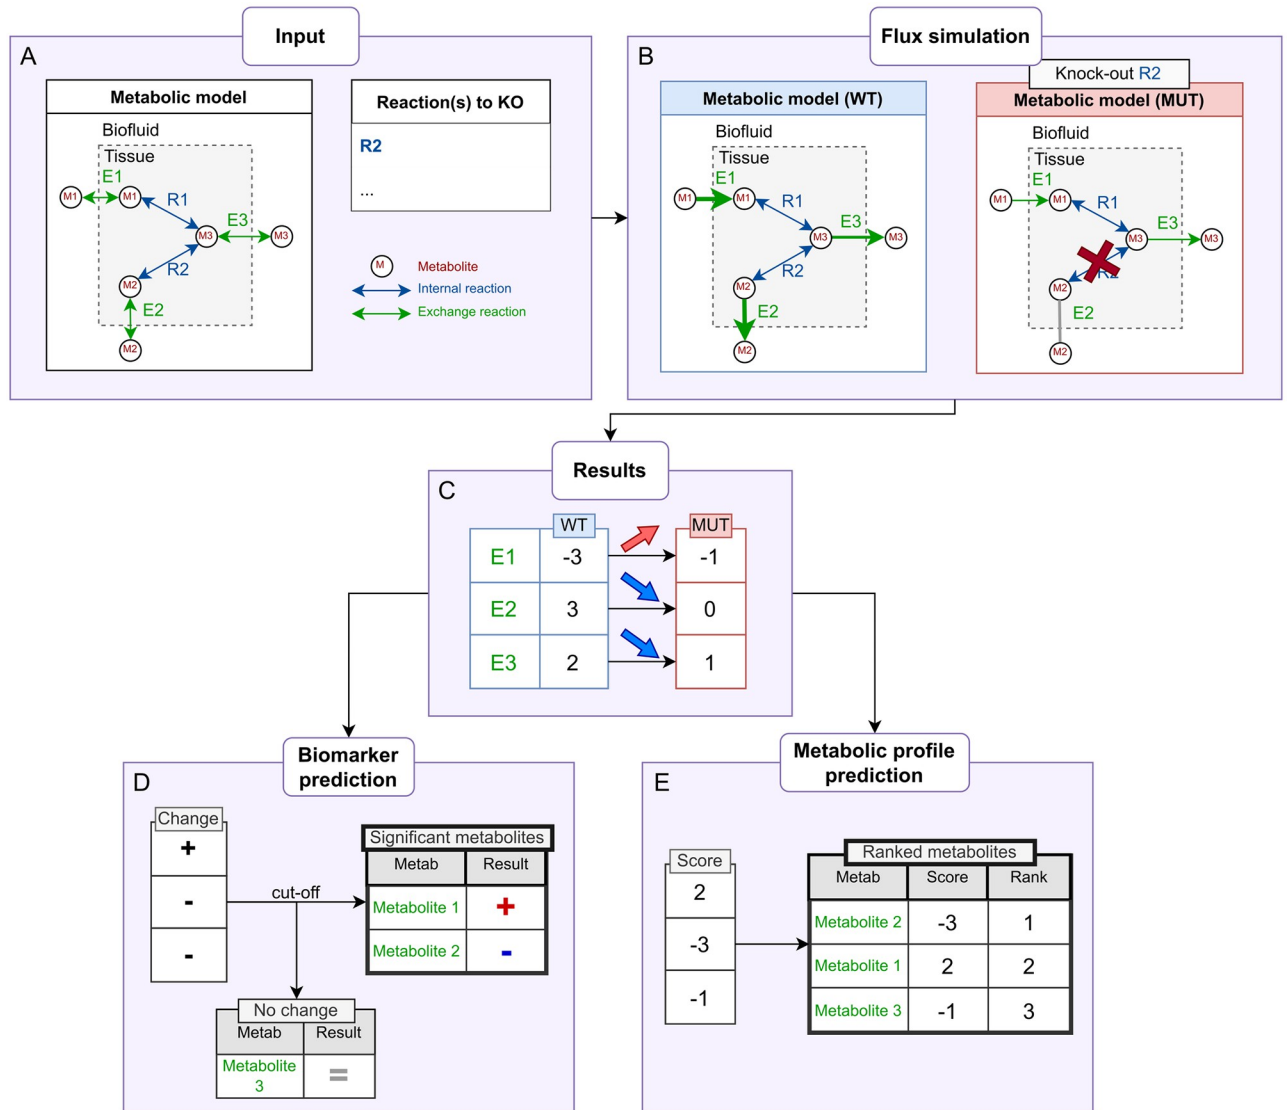 Input
A
Metabolic model
Biofluid
Tissue
E1
M1
M1
R1
E3
M3
M3
R2
M2
E2
M2
Reaction(s) to KO
R2
...
M
Metabolite
Internal reaction
Exchange reaction
Flux simulation
B
Metabolic model (WT)
Biofluid
Tissue
E1
M1
M1
R1
E3
M3
M3
R2
M2
E2
M2
Knock-out R2
Metabolic model (MUT)
Biofluid
Tissue
E1
M1
M1
R1
E3
M3
M3
R2
M2
E2
M2
Results
C
WT
MUT
E1 -3 -1
E2 3 0
E3 2 1
Biomarker
prediction
D
Change
+
-
-
cut-off
Significant metabolites
Metab Result
Metabolite 1 +
Metabolite 2 -
No change
Metab Result
Metabolite
3
=
Metabolic profile
prediction
E
Score
2
-3
-1
Ranked metabolites
Metab Score Rank
Metabolite 2 -3 1
Metabolite 1 2 2
Metabolite 3 -1 3